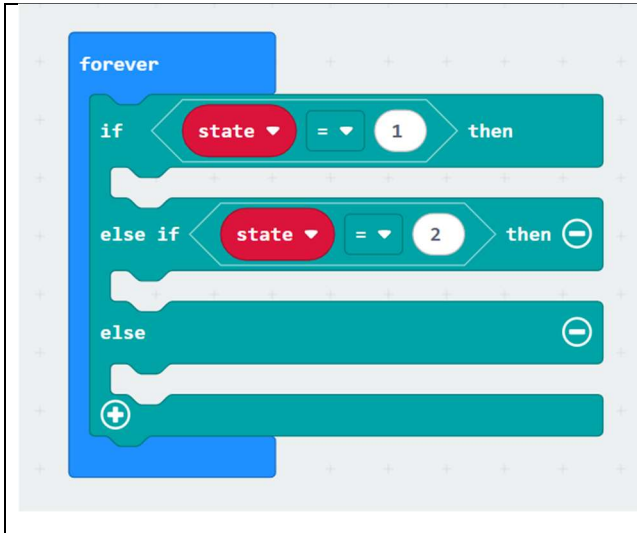 forever
if state = 1 then
else if state = 2 then
else